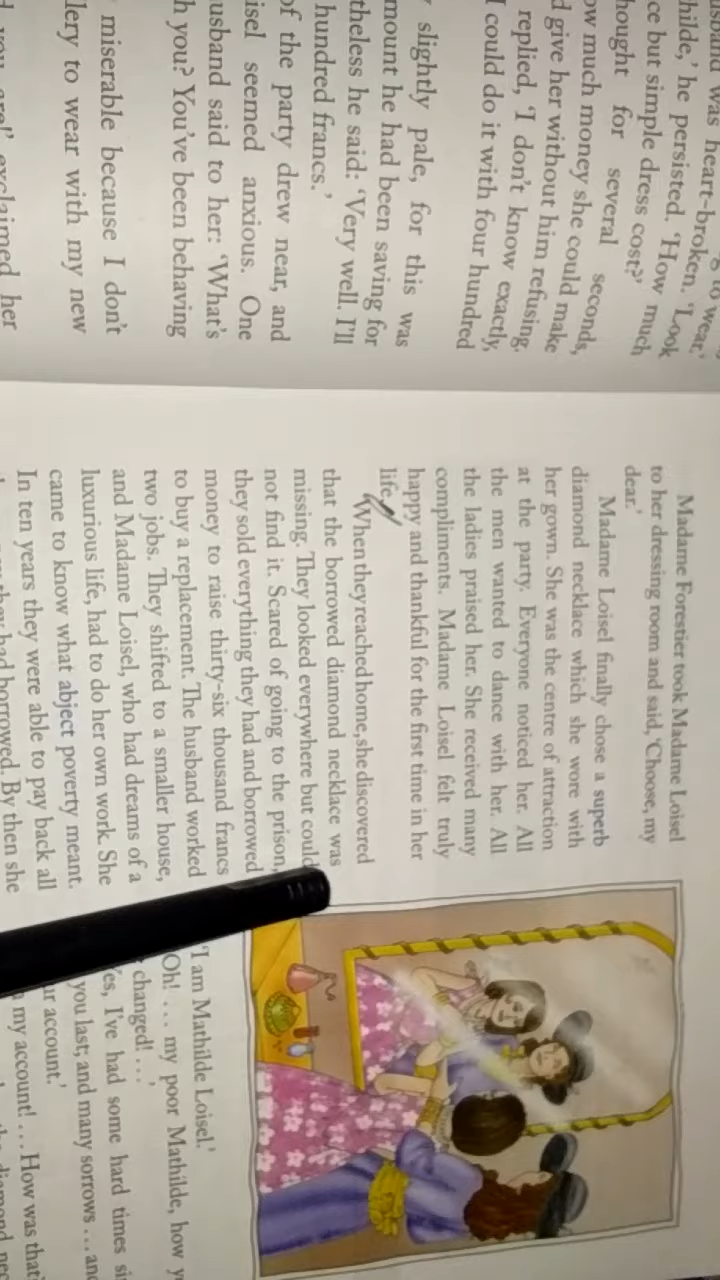 was heart-broken. 'Look
hilde,' he persisted. 'How much
ce but simple dress cost?'
hought for several seconds,
ow much money she could make
d give her without him refusing.
replied, 'I don't know exactly,
I could do it with four hundred
slightly pale, for this was
mount he had been saving for
theless he said: 'Very well. I'll
hundred francs.'
of the party drew near, and
isel seemed anxious. One
usband said to her: 'What's
h you? You've been behaving
miserable because I don't
lery to wear with my new
exclaimed her
Madame Forestier took Madame Loisel
to her dressing room and said, 'Choose, my
dear.'
Madame Loisel finally chose a superb
diamond necklace which she wore with
her gown. She was the centre of attraction
at the party. Everyone noticed her. All
the men wanted to dance with her. All
the ladies praised her. She received many
compliments. Madame Loisel felt truly
happy and thankful for the first time in her
life.
When they reached home, she discovered
that the borrowed diamond necklace was
missing. They looked everywhere but could
not find it. Scared of going to the prison,
they sold everything they had and borrowed
money to raise thirty-six thousand francs
to buy a replacement. The husband worked
two jobs. They shifted to a smaller house,
and Madame Loisel, who had dreams of a
luxurious life, had to do her own work. She
came to know what abject poverty meant.
In ten years they were able to pay back all
they had borrowed. By then she
'I am Mathilde Loisel.'
'Oh! . . . my poor Mathilde, how y
changed! . . .'
es, I've had some hard times si
you last; and many sorrows . . . and
ur account.'
my account! . . . How was that